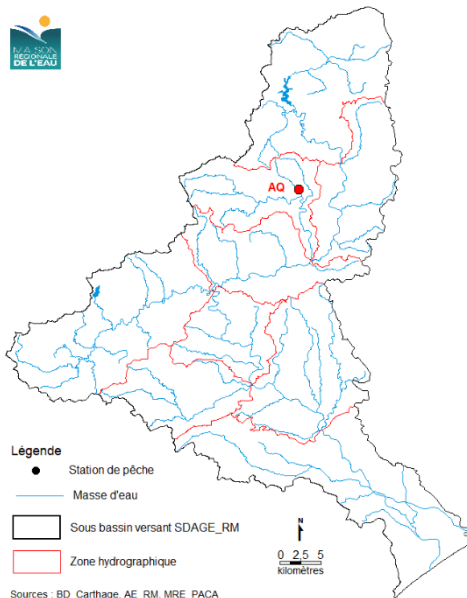 MAISON
RÉGIONALE
DE L'EAU
AQ
Légende
Station de pêche
Masse d'eau
Sous bassin versant SDAGE_RM
Zone hydrographique
N
0 2,5 5
kilomètres
Sources : BD_Carthage, AE_RM, MRE_PACA